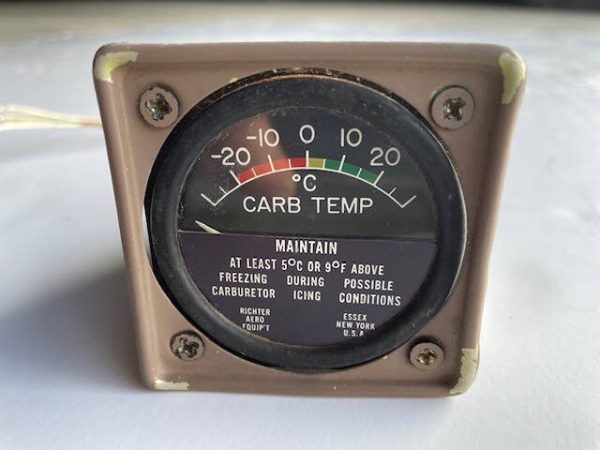 -20 -10 0 10 20
°C
CARB TEMP
MAINTAIN
AT LEAST 5°C OR 9°F ABOVE
FREEZING DURING POSSIBLE
CARBURETOR ICING CONDITIONS
RICHTER
AERO
EQUIP'T
ESSEX
NEW YORK
U.S.A.